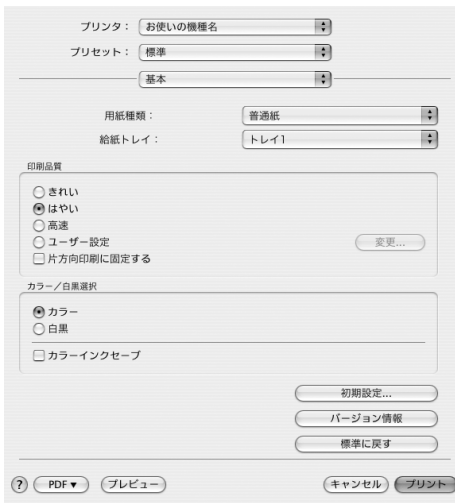 プリンタ： お使いの機種名
プリセット： 標準
基本
用紙種類： 普通紙
給紙トレイ： トレイ1
印刷品質
きれい
はやい
高速
ユーザー設定 変更...
片方向印刷に固定する
カラー／白黒選択
カラー
白黒
カラーインクセーブ
初期設定...
バージョン情報
標準に戻す
? PDF▼ プレビュー キャンセル プリント